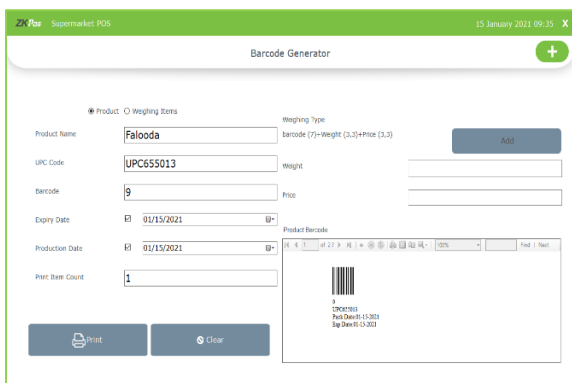 ZKPos Supermarket POS 15 January 2021 09:35 X
Barcode Generator
Product Weighing Items
Weighing Type
Product Name Falooda barcode (7)+Weight (3,3)+Price (3,3) Add
UPC Code UPC655013 Weight
Barcode 9 Price
Expiry Date 01/15/2021
Product Barcode
Production Date 01/15/2021 1 of 23 100% Find | Next
Print Item Count 1
9
UPC655013
Pack Date:01-15-2021
Exp Date:01-15-2021
Print Clear